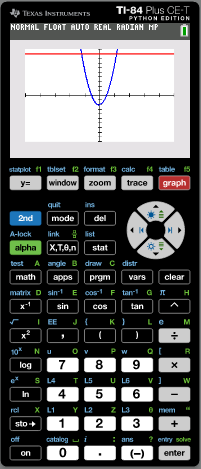 TEXAS INSTRUMENTS TI-84 Plus CE-T
PYTHON EDITION
NORMAL FLOAT AUTO REAL RADIAN MP
statplot f1 tblset f2 format f3 calc f4 table f5
y= window zoom trace graph
quit ins
2nd mode del
A-lock link list
alpha X,T,θ,n stat
test A angle B draw C distr
math apps prgm vars clear
matrix D sin⁻¹ E cos⁻¹ F tan⁻¹ G π H
x⁻¹ sin cos tan ^
√ I EE J { K } L e M
x² , ( ) ÷
10ˣ N u O v P w Q [ R
log 7 8 9 ×
eˣ S L4 T L5 U L6 V ] W
ln 4 5 6 −
rcl X L1 Y L2 Z L3 θ mem "
sto→ 1 2 3 +
off catalog i : ans ? entry solve
on 0 . (−) enter